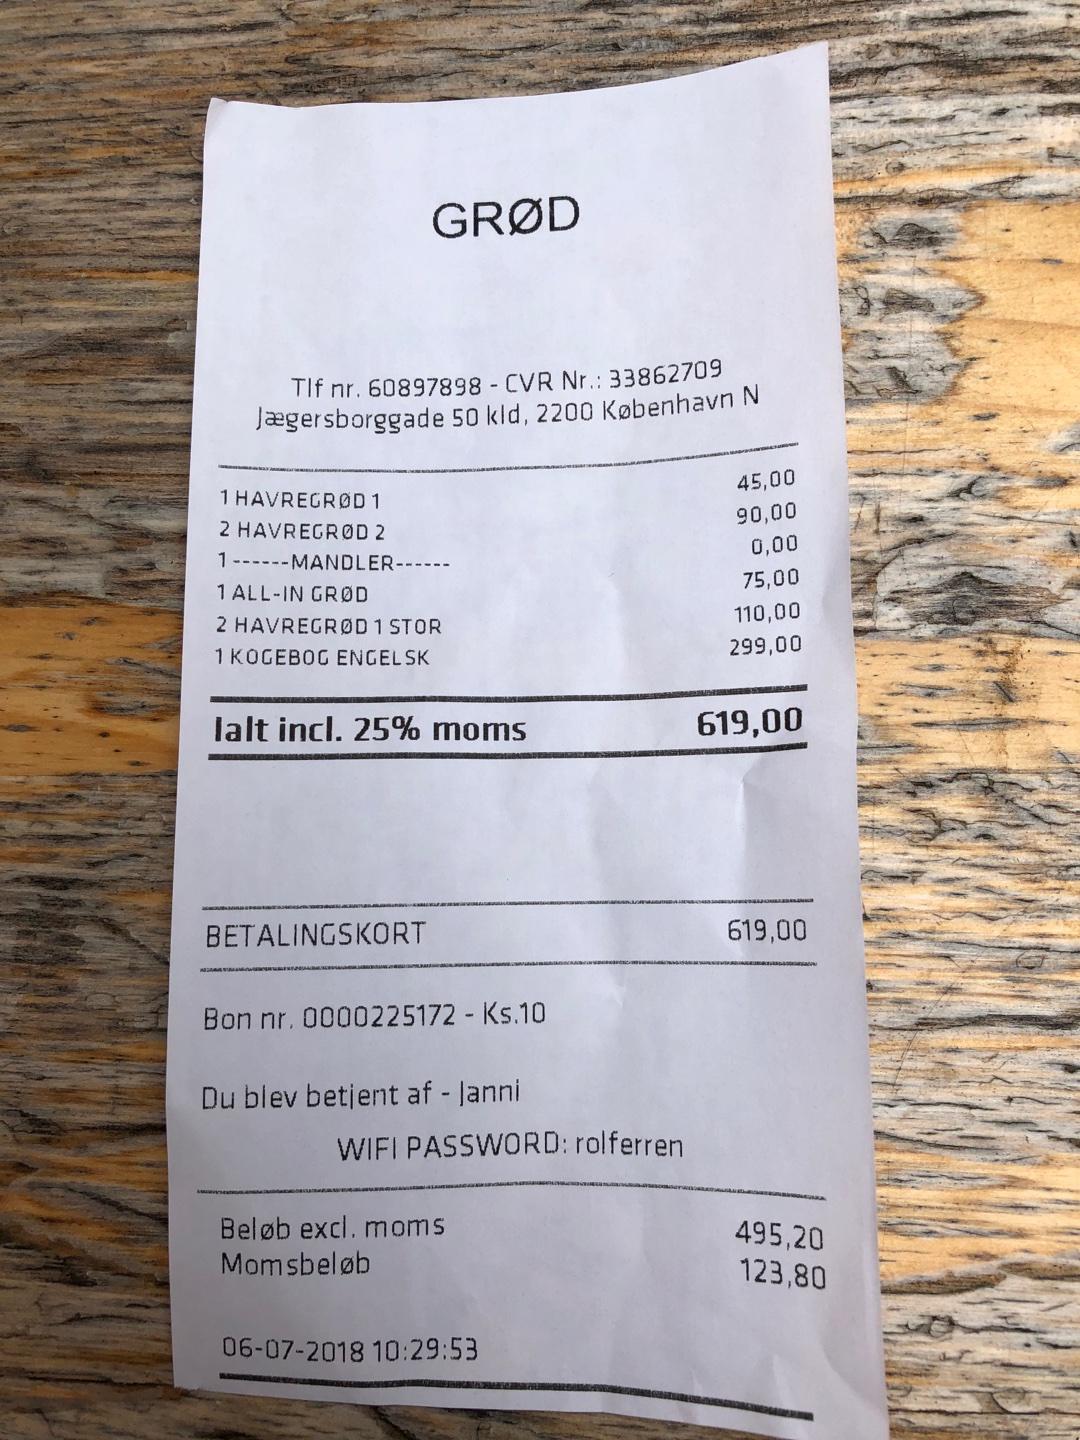 GRØD
Tlf nr. 60897898 - CVR Nr.: 33862709
Jægersborggade 50 kld, 2200 København N
1 HAVREGRØD 1 45,00
2 HAVREGRØD 2 90,00
1 ------MANDLER------ 0,00
1 ALL-IN GRØD 75,00
2 HAVREGRØD 1 STOR 110,00
1 KOGEBOG ENGELSK 299,00
Ialt incl. 25% moms 619,00
BETALINGSKORT 619,00
Bon nr. 0000225172 - Ks.10
Du blev betjent af - Janni
WIFI PASSWORD: rolferren
Beløb excl. moms 495,20
Momsbeløb 123,80
06-07-2018 10:29:53